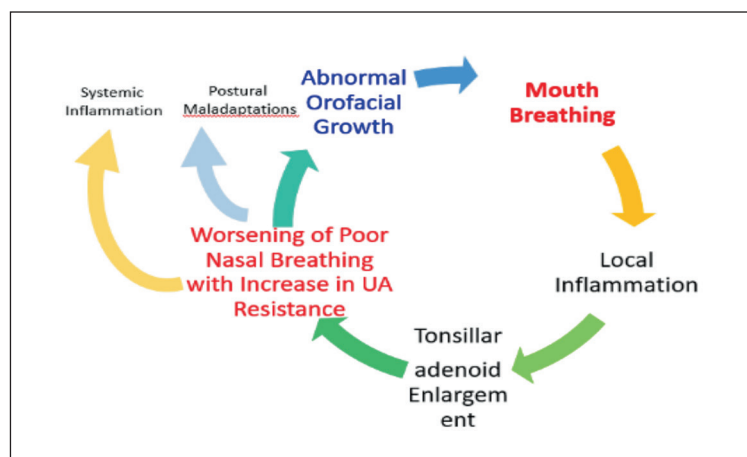 Systemic
Inflammation
Postural
Maladaptations
Abnormal
Orofacial
Growth
Mouth
Breathing
Local
Inflammation
Tonsillar
adenoid
Enlargem
ent
Worsening of Poor
Nasal Breathing
with Increase in UA
Resistance